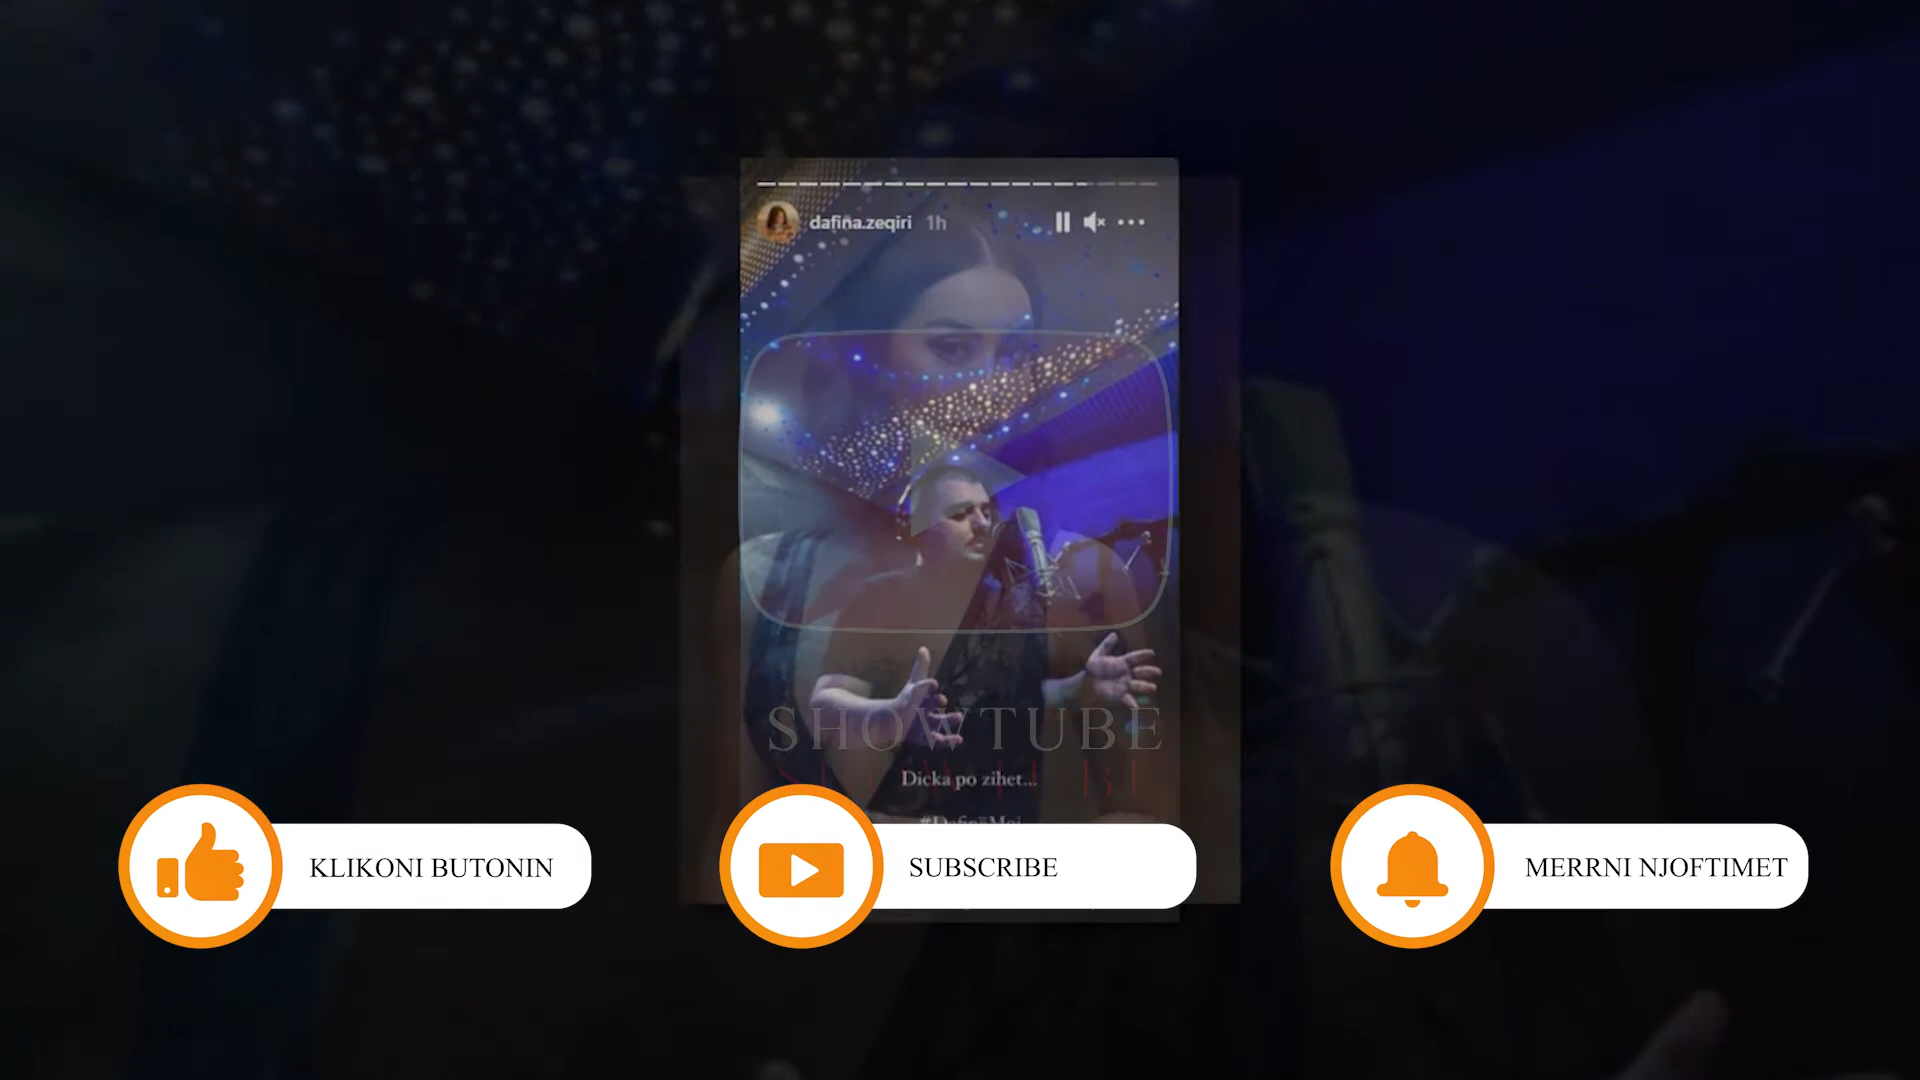 dafina.zeqiri 1h
SHOWTUBE
Dicka po zihet...
KLIKONI BUTONIN
SUBSCRIBE
MERRNI NJOFTIMET